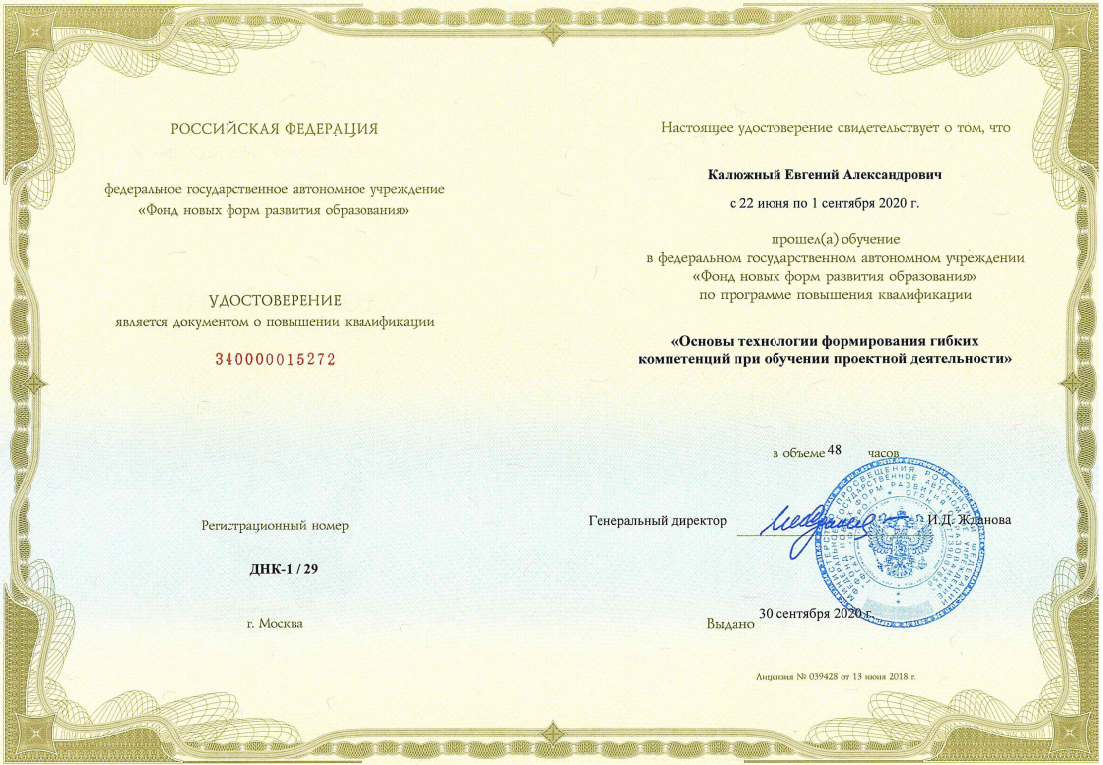 РОССИЙСКАЯ ФЕДЕРАЦИЯ
федеральное государственное автономное учреждение
«Фонд новых форм развития образования»
УДОСТОВЕРЕНИЕ
является документом о повышении квалификации
340000015272
Регистрационный номер
ДНК-1 / 29
г. Москва
Настоящее удостоверение свидетельствует о том, что
Калюжный Евгений Александрович
с 22 июня по 1 сентября 2020 г.
прошел(а) обучение
в федеральном государственном автономном учреждении
«Фонд новых форм развития образования»
по программе повышения квалификации
«Основы технологии формирования гибких
компетенций при обучении проектной деятельности»
в объеме 48 часов
Генеральный директор И.Д. Жданова
Выдано 30 сентября 2020 г.
Лицензия № 039428 от 13 июня 2018 г.